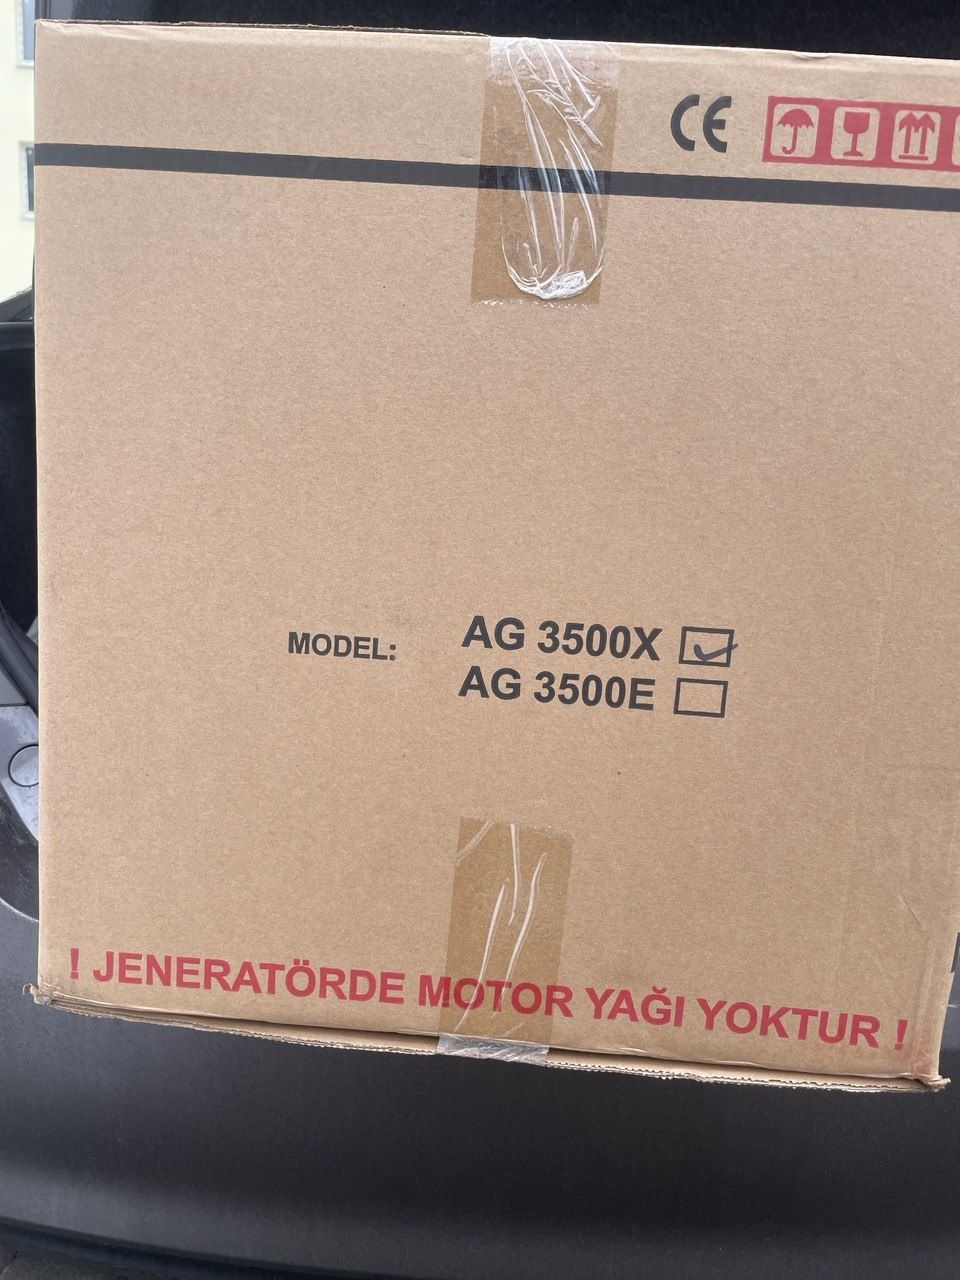 CE
MODEL:
AG 3500X
AG 3500E
! JENERATÖRDE MOTOR YAĞI YOKTUR !